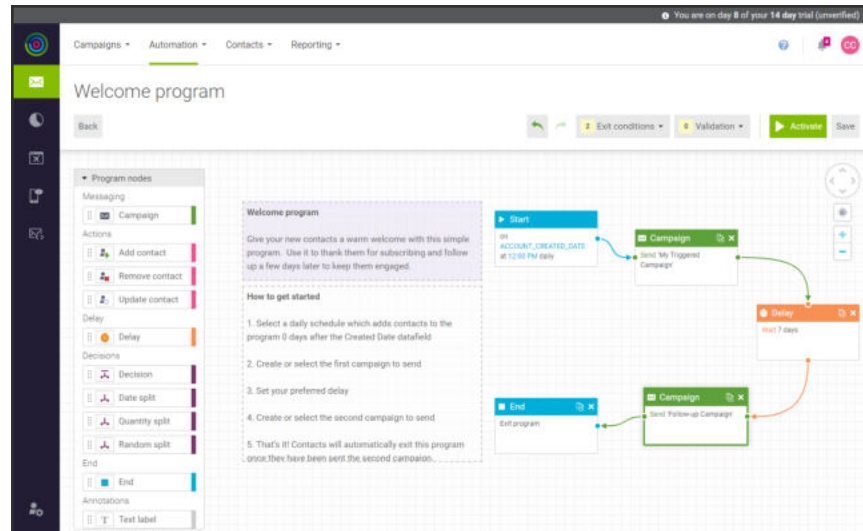 You are on day 8 of your 14 day trial (unverified)
Campaigns
Automation
Contacts
Reporting
CC
Welcome program
Back
2 Exit conditions
0 Validation
Activate
Save
Program nodes
Messaging
Campaign
Actions
Add contact
Remove contact
Update contact
Delay
Delay
Decisions
Decision
Date split
Quantity split
Random split
End
End
Annotations
T Text label
Welcome program
Give your new contacts a warm welcome with this simple
program. Use it to thank them for subscribing and follow
up a few days later to keep them engaged.
How to get started
1. Select a daily schedule which adds contacts to the
program 0 days after the Created Date datafield
2. Create or select the first campaign to send
3. Set your preferred delay
4. Create or select the second campaign to send
5. That's it! Contacts will automatically exit this program
once they have been sent the second campaign.
Start
on
ACCOUNT_CREATED_DATE
at 12:00 PM daily
Campaign
Send 'My Triggered
Campaign'
Delay
Wait 7 days
Campaign
Send 'Follow-up Campaign'
End
Exit program